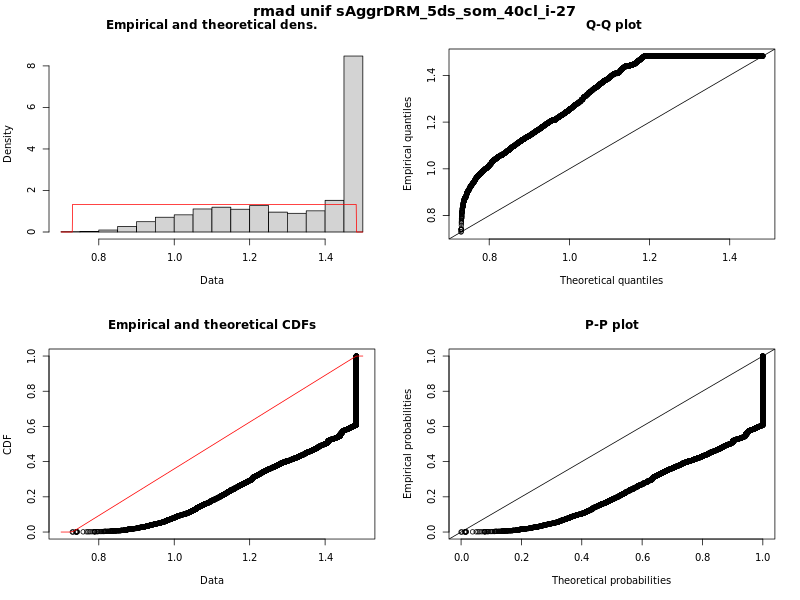 rmad unif sAggrDRM_5ds_som_40cl_i-27
Empirical and theoretical dens.
Density
0 2 4 6 8
0.8 1.0 1.2 1.4
Data
Q-Q plot
Empirical quantiles
0.8 1.0 1.2 1.4
0.8 1.0 1.2 1.4
Theoretical quantiles
Empirical and theoretical CDFs
CDF
0.0 0.2 0.4 0.6 0.8 1.0
0.8 1.0 1.2 1.4
Data
P-P plot
Empirical probabilities
0.0 0.2 0.4 0.6 0.8 1.0
0.0 0.2 0.4 0.6 0.8 1.0
Theoretical probabilities